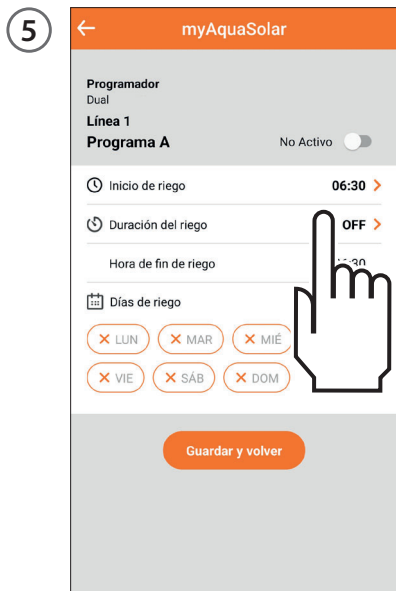 5
myAquaSolar
Programador
Dual
Línea 1
Programa A No Activo
Inicio de riego 06:30
Duración del riego OFF
Hora de fin de riego
Días de riego
LUN MAR MIÉ
VIE SÁB DOM
Guardar y volver